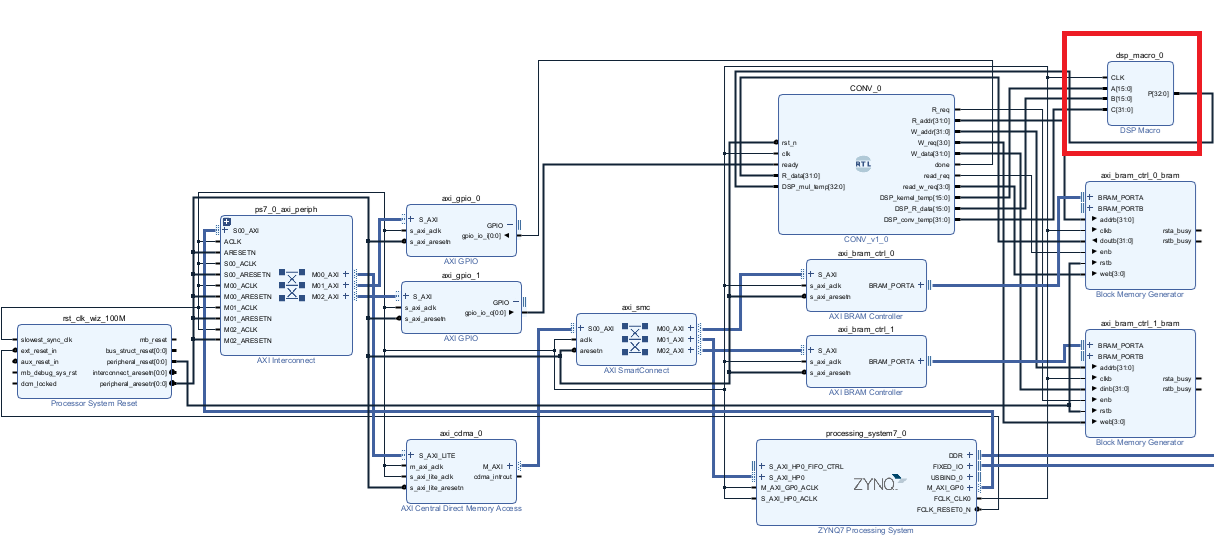 dsp_macro_0
CLK
A[15:0]
B[15:0]
C[31:0]
P[32:0]
DSP Macro
CONV_0
rst_n
clk
ready
R_data[31:0]
DSP_mul_temp[32:0]
RTL
R_req
R_addr[31:0]
W_addr[31:0]
W_req[3:0]
W_data[31:0]
done
read_req
read_w_req[3:0]
DSP_kernel_temp[15:0]
DSP_R_data[15:0]
DSP_conv_temp[31:0]
CONV_v1_0
axi_bram_ctrl_0_bram
BRAM_PORTA
BRAM_PORTB
addrb[31:0]
clkb
doutb[31:0]
enb
rstb
web[3:0]
rsta_busy
rstb_busy
Block Memory Generator
ps7_0_axi_periph
S00_AXI
ACLK
ARESETN
S00_ACLK
S00_ARESETN
M00_ACLK
M00_ARESETN
M01_ACLK
M01_ARESETN
M02_ACLK
M02_ARESETN
M00_AXI
M01_AXI
M02_AXI
AXI Interconnect
axi_gpio_0
S_AXI
s_axi_aclk
s_axi_aresetn
GPIO
gpio_io_i[0:0]
AXI GPIO
axi_gpio_1
S_AXI
s_axi_aclk
s_axi_aresetn
GPIO
gpio_io_o[0:0]
AXI GPIO
axi_bram_ctrl_0
S_AXI
s_axi_aclk
s_axi_aresetn
BRAM_PORTA
AXI BRAM Controller
axi_smc
S00_AXI
aclk
aresetn
M00_AXI
M01_AXI
M02_AXI
AXI SmartConnect
axi_bram_ctrl_1
S_AXI
s_axi_aclk
s_axi_aresetn
BRAM_PORTA
AXI BRAM Controller
axi_bram_ctrl_1_bram
BRAM_PORTA
BRAM_PORTB
addrb[31:0]
clkb
dinb[31:0]
enb
rstb
web[3:0]
rsta_busy
rstb_busy
Block Memory Generator
rst_clk_wiz_100M
slowest_sync_clk
ext_reset_in
aux_reset_in
mb_debug_sys_rst
dcm_locked
mb_reset
bus_struct_reset[0:0]
peripheral_reset[0:0]
interconnect_aresetn[0:0]
peripheral_aresetn[0:0]
Processor System Reset
axi_cdma_0
S_AXI_LITE
m_axi_aclk
s_axi_lite_aclk
s_axi_lite_aresetn
M_AXI
cdma_introut
AXI Central Direct Memory Access
processing_system7_0
S_AXI_HP0_FIFO_CTRL
S_AXI_HP0
M_AXI_GP0_ACLK
S_AXI_HP0_ACLK
ZYNQ
DDR
FIXED_IO
USBIND_0
M_AXI_GP0
FCLK_CLK0
FCLK_RESET0_N
ZYNQ7 Processing System